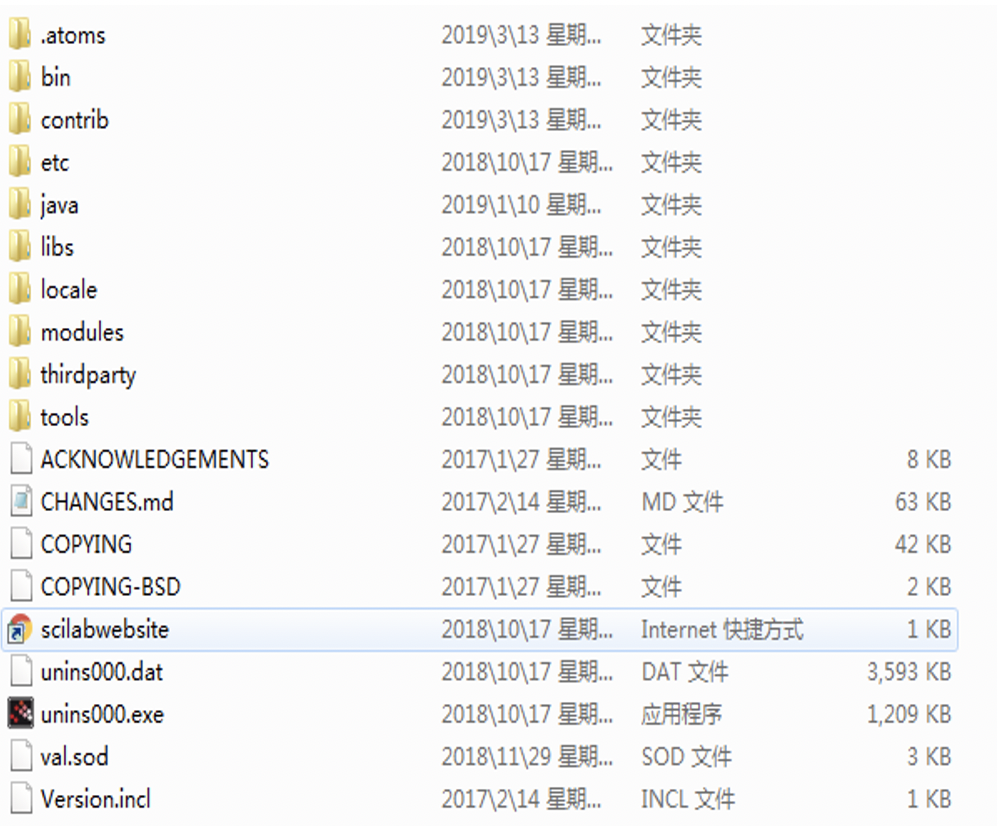 .atoms 2019\3\13 星期... 文件夹
bin 2019\3\13 星期... 文件夹
contrib 2019\3\13 星期... 文件夹
etc 2018\10\17 星期... 文件夹
java 2019\1\10 星期... 文件夹
libs 2018\10\17 星期... 文件夹
locale 2018\10\17 星期... 文件夹
modules 2018\10\17 星期... 文件夹
thirdparty 2018\10\17 星期... 文件夹
tools 2018\10\17 星期... 文件夹
ACKNOWLEDGEMENTS 2017\1\27 星期... 文件 8 KB
CHANGES.md 2017\2\14 星期... MD 文件 63 KB
COPYING 2017\1\27 星期... 文件 42 KB
COPYING-BSD 2017\1\27 星期... 文件 2 KB
scilabwebsite 2018\10\17 星期... Internet 快捷方式 1 KB
unins000.dat 2018\10\17 星期... DAT 文件 3,593 KB
unins000.exe 2018\10\17 星期... 应用程序 1,209 KB
val.sod 2018\11\29 星期... SOD 文件 3 KB
Version.incl 2017\2\14 星期... INCL 文件 1 KB